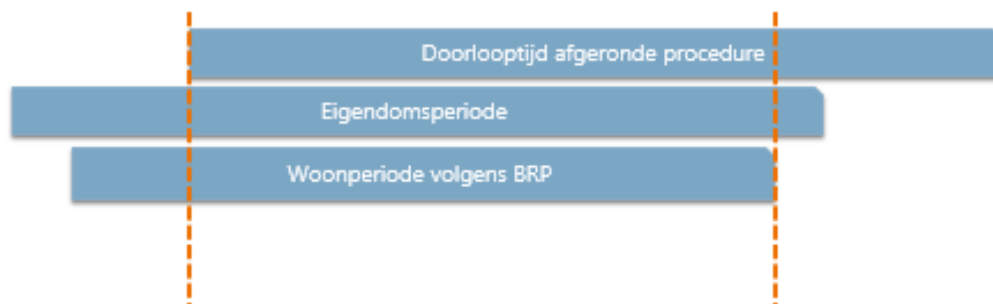 Doorlooptijd afgeronde procedure
Eigendomsperiode
Woonperiode volgens BRP